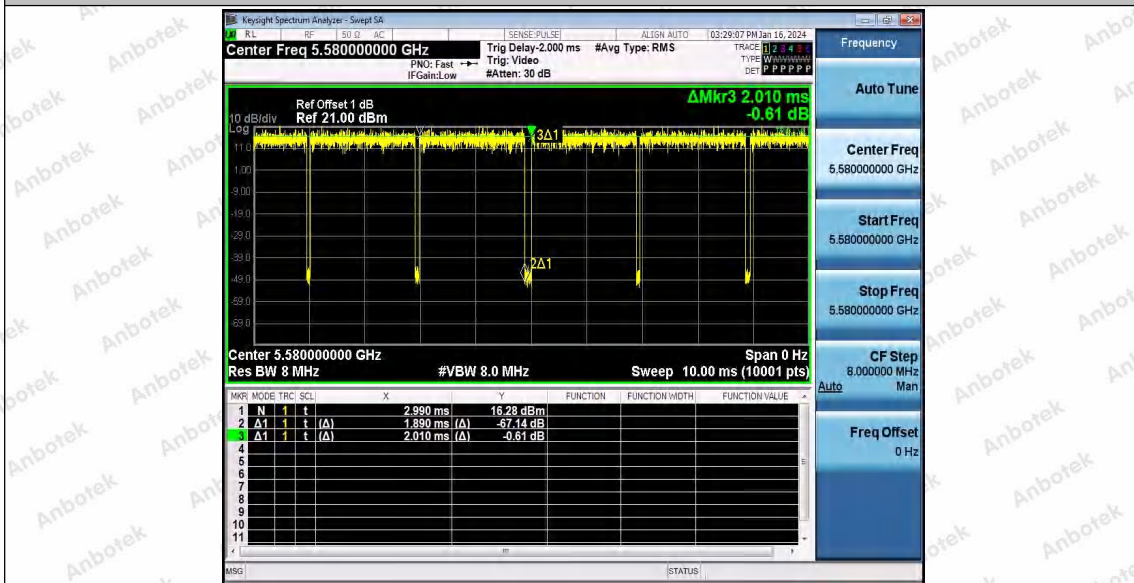 Keysight Spectrum Analyzer - Swept SA
RL RF 50 Ω AC SENSE:PULSE ALIGN AUTO 03:29:07 PM Jan 16, 2024
Center Freq 5.580000000 GHz
PNO: Fast
IFGain:Low
Trig Delay-2.000 ms
Trig: Video
#Atten: 30 dB
#Avg Type: RMS
TRACE 1 2 3 4 5 6
TYPE WWWWWW
DET P P P P P P
Ref Offset 1 dB
10 dB/div Ref 21.00 dBm
ΔMkr3 2.010 ms
-0.61 dB
Log
11.0
1.00
-9.00
-19.0
-29.0
-39.0
-49.0
-59.0
-69.0
3Δ1
2Δ1
Center 5.580000000 GHz Span 0 Hz
Res BW 8 MHz #VBW 8.0 MHz Sweep 10.00 ms (10001 pts)
MKR MODE TRC SCL X Y FUNCTION FUNCTION WIDTH FUNCTION VALUE
1 N 1 t 2.990 ms 16.28 dBm
2 Δ1 1 t (Δ) 1.890 ms (Δ) -67.14 dB
3 Δ1 1 t (Δ) 2.010 ms (Δ) -0.61 dB
4
5
6
7
8
9
10
11
MSG STATUS
Frequency
Auto Tune
Center Freq
5.580000000 GHz
Start Freq
5.580000000 GHz
Stop Freq
5.580000000 GHz
CF Step
8.000000 MHz
Auto Man
Freq Offset
0 Hz
Anbotek